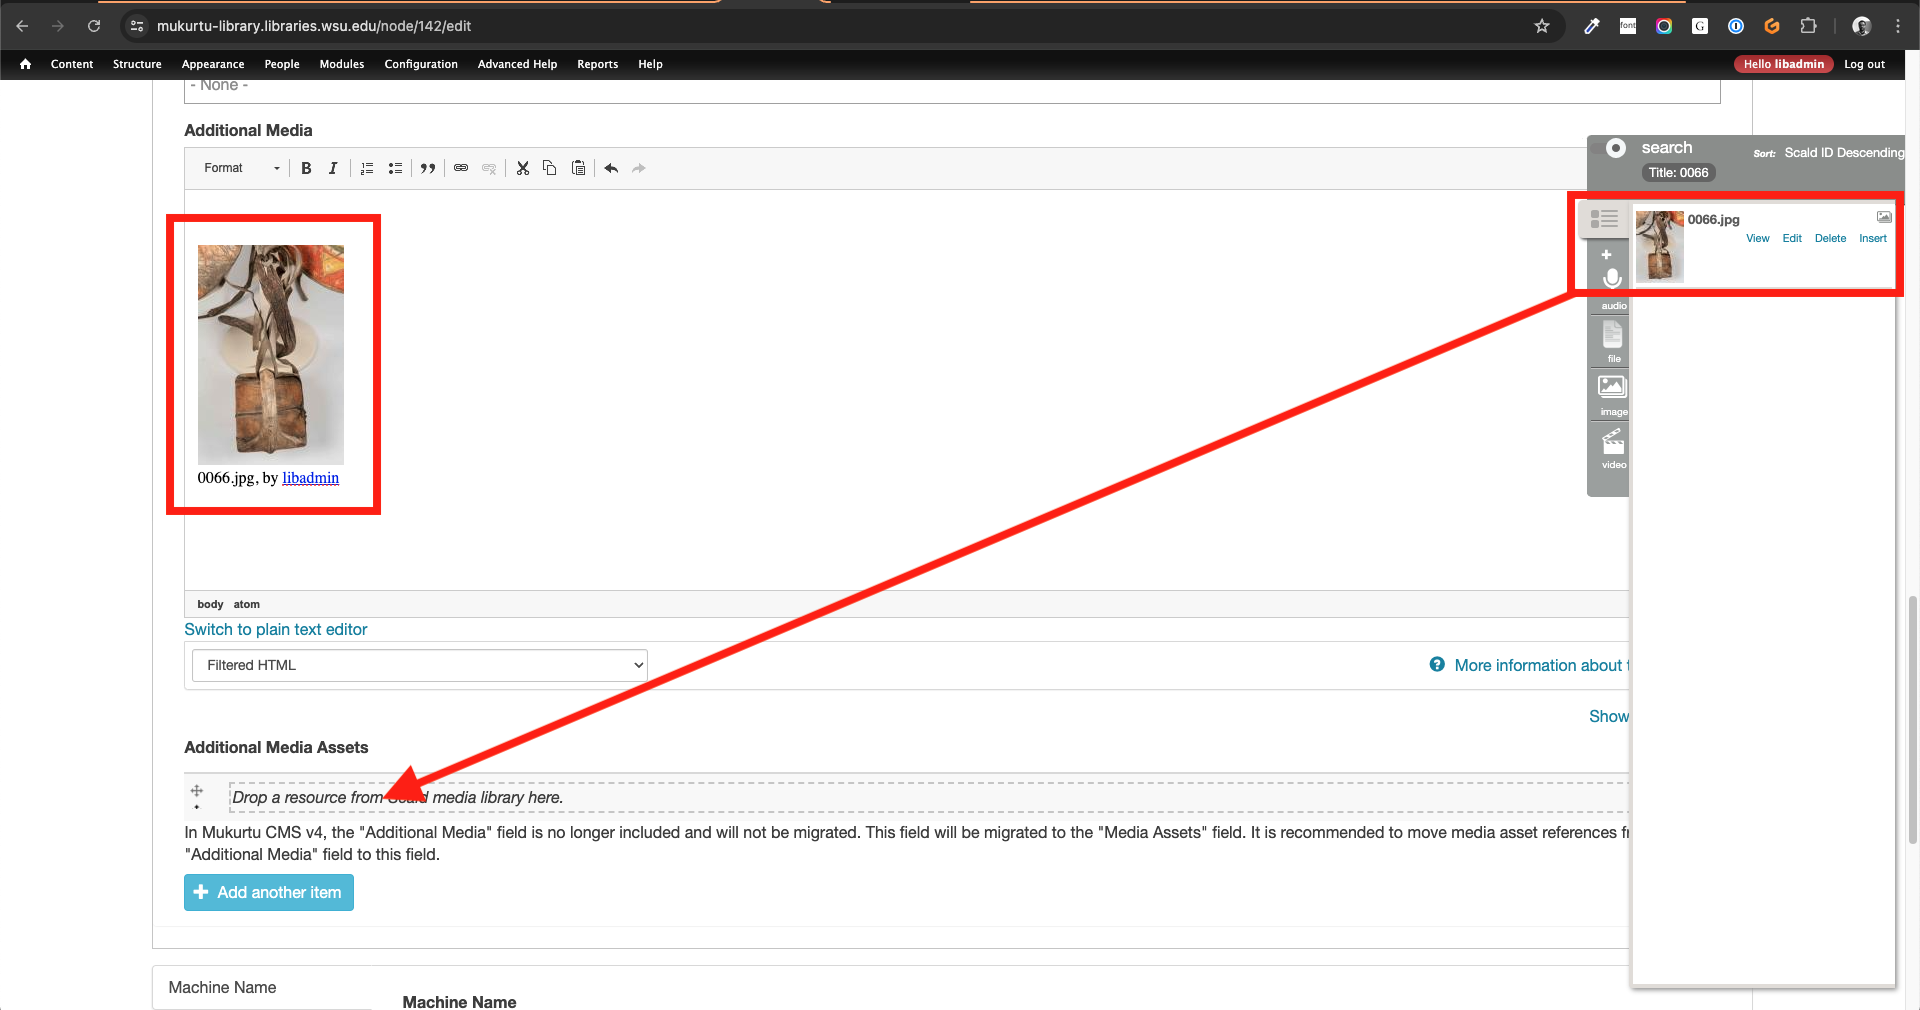 mukurtu-library.libraries.wsu.edu/node/142/edit
font
G
Content Structure Appearance People Modules Configuration Advanced Help Reports Help
Hello libadmin Log out
- None -
Additional Media
Format
B I
search
Sort: Scald ID Descending
Title: 0066
0066.jpg
View Edit Delete Insert
audio
file
image
video
0066.jpg, by libadmin
body atom
Switch to plain text editor
Filtered HTML
More information about t
Show
Additional Media Assets
Drop a resource from Scald media library here.
In Mukurtu CMS v4, the "Additional Media" field is no longer included and will not be migrated. This field will be migrated to the "Media Assets" field. It is recommended to move media asset references fr
"Additional Media" field to this field.
Add another item
Machine Name
Machine Name